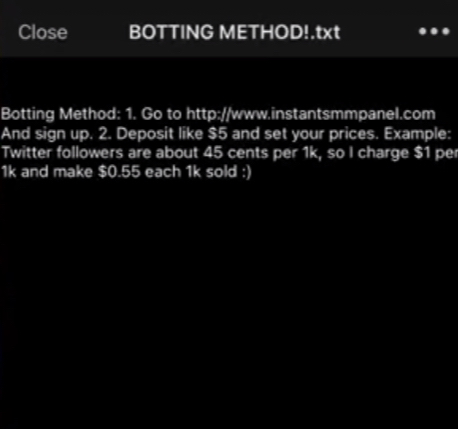 Close BOTTING METHOD!.txt
Botting Method: 1. Go to http://www.instantsmmpanel.com
And sign up. 2. Deposit like $5 and set your prices. Example:
Twitter followers are about 45 cents per 1k, so I charge $1 per
1k and make $0.55 each 1k sold :)